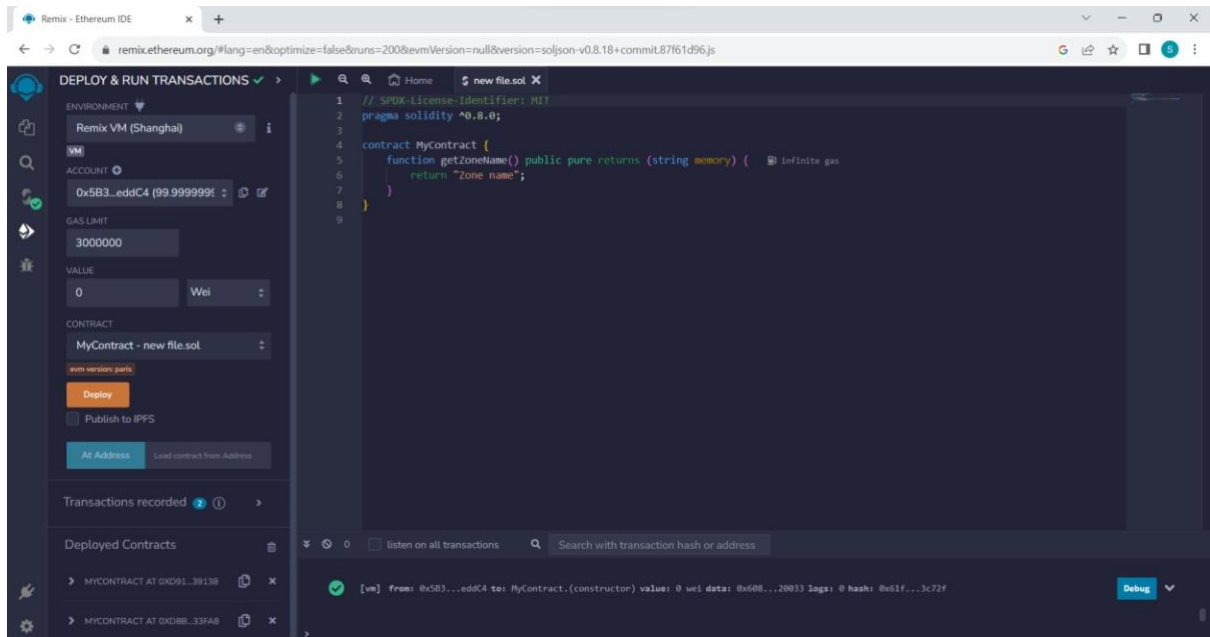 Remix - Ethereum IDE
remix.ethereum.org/#lang=en&optimize=false&runs=200&evmVersion=null&version=soljson-v0.8.18+commit.87f61d96.js
G
S
DEPLOY & RUN TRANSACTIONS
ENVIRONMENT
Remix VM (Shanghai)
VM
ACCOUNT
0x5B3...eddC4 (99.9999999
GAS LIMIT
3000000
VALUE
0 Wei
CONTRACT
MyContract - new file.sol
evm version: paris
Deploy
Publish to IPFS
At Address Load contract from Address
Transactions recorded 2
Deployed Contracts
MYCONTRACT AT 0XD91...39138
MYCONTRACT AT 0XD8B...33FA8
Home new file.sol
1 // SPDX-License-Identifier: MIT
2 pragma solidity ^0.8.0;
3
4 contract MyContract {
5 function getZoneName() public pure returns (string memory) { infinite gas
6 return "Zone name";
7 }
8 }
9
0 listen on all transactions Search with transaction hash or address
[vm] from: 0x5B3...eddC4 to: MyContract.(constructor) value: 0 wei data: 0x608...20033 logs: 0 hash: 0x61f...3c72f
Debug
>